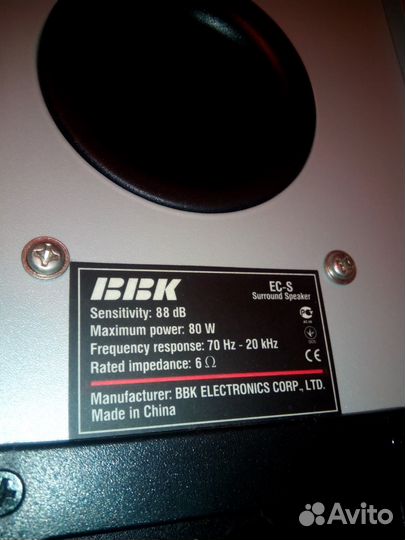 BBK
EC-S
Surround Speaker
Sensitivity: 88 dB
Maximum power: 80 W
Frequency response: 70 Hz - 20 kHz
Rated impedance: 6 Ω
CE
Manufacturer: BBK ELECTRONICS CORP., LTD.
Made in China
Avito